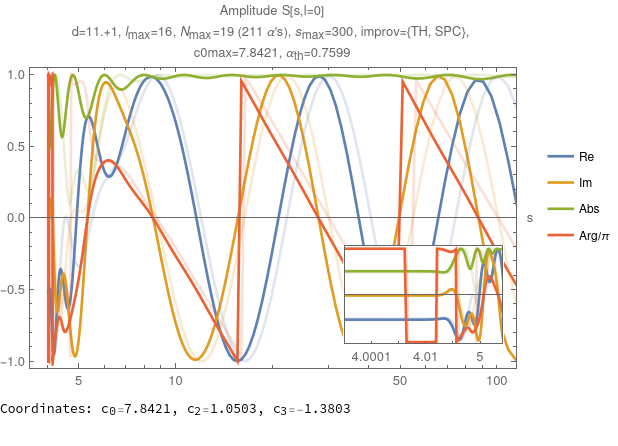 Amplitude S[s,l=0]
d=11.+1, lmax=16, Nmax=19 (211 α's), smax=300, improv={TH, SPC},
c0max=7.8421, αth=0.7599
1.0
0.5
0.0
-0.5
-1.0
s
4.0001 4.01 5
5 10 50 100
Re
Im
Abs
Arg/π
Coordinates: c0=7.8421, c2=1.0503, c3=-1.3803